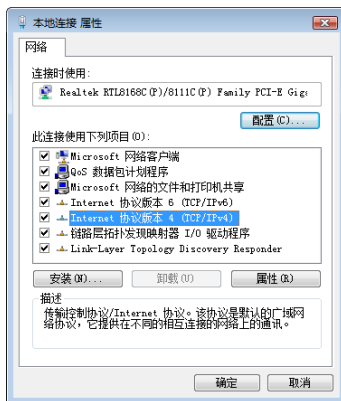 本地连接 属性
网络
连接时使用:
Realtek RTL8168C(P)/8111C(P) Family PCI-E Giga
配置(C)...
此连接使用下列项目(O):
Microsoft 网络客户端
QoS 数据包计划程序
Microsoft 网络的文件和打印机共享
Internet 协议版本 6 (TCP/IPv6)
Internet 协议版本 4 (TCP/IPv4)
链路层拓扑发现映射器 I/O 驱动程序
Link-Layer Topology Discovery Responder
安装(N)...
卸载(U)
属性(R)
描述
传输控制协议/Internet 协议。该协议是默认的广域网
络协议，它提供在不同的相互连接的网络上的通讯。
确定
取消